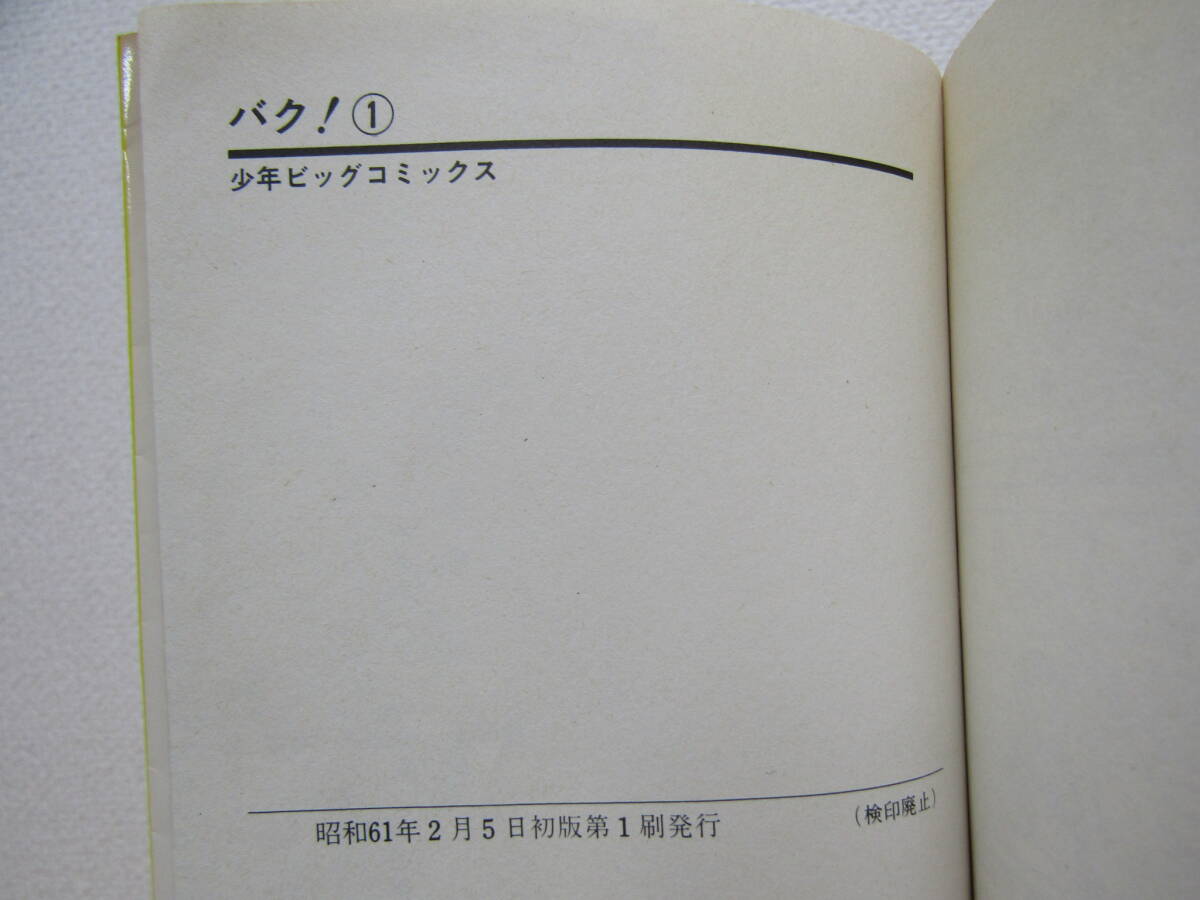 バク!①
少年ビッグコミックス
昭和61年2月5日初版第1刷発行
(検印廃止)